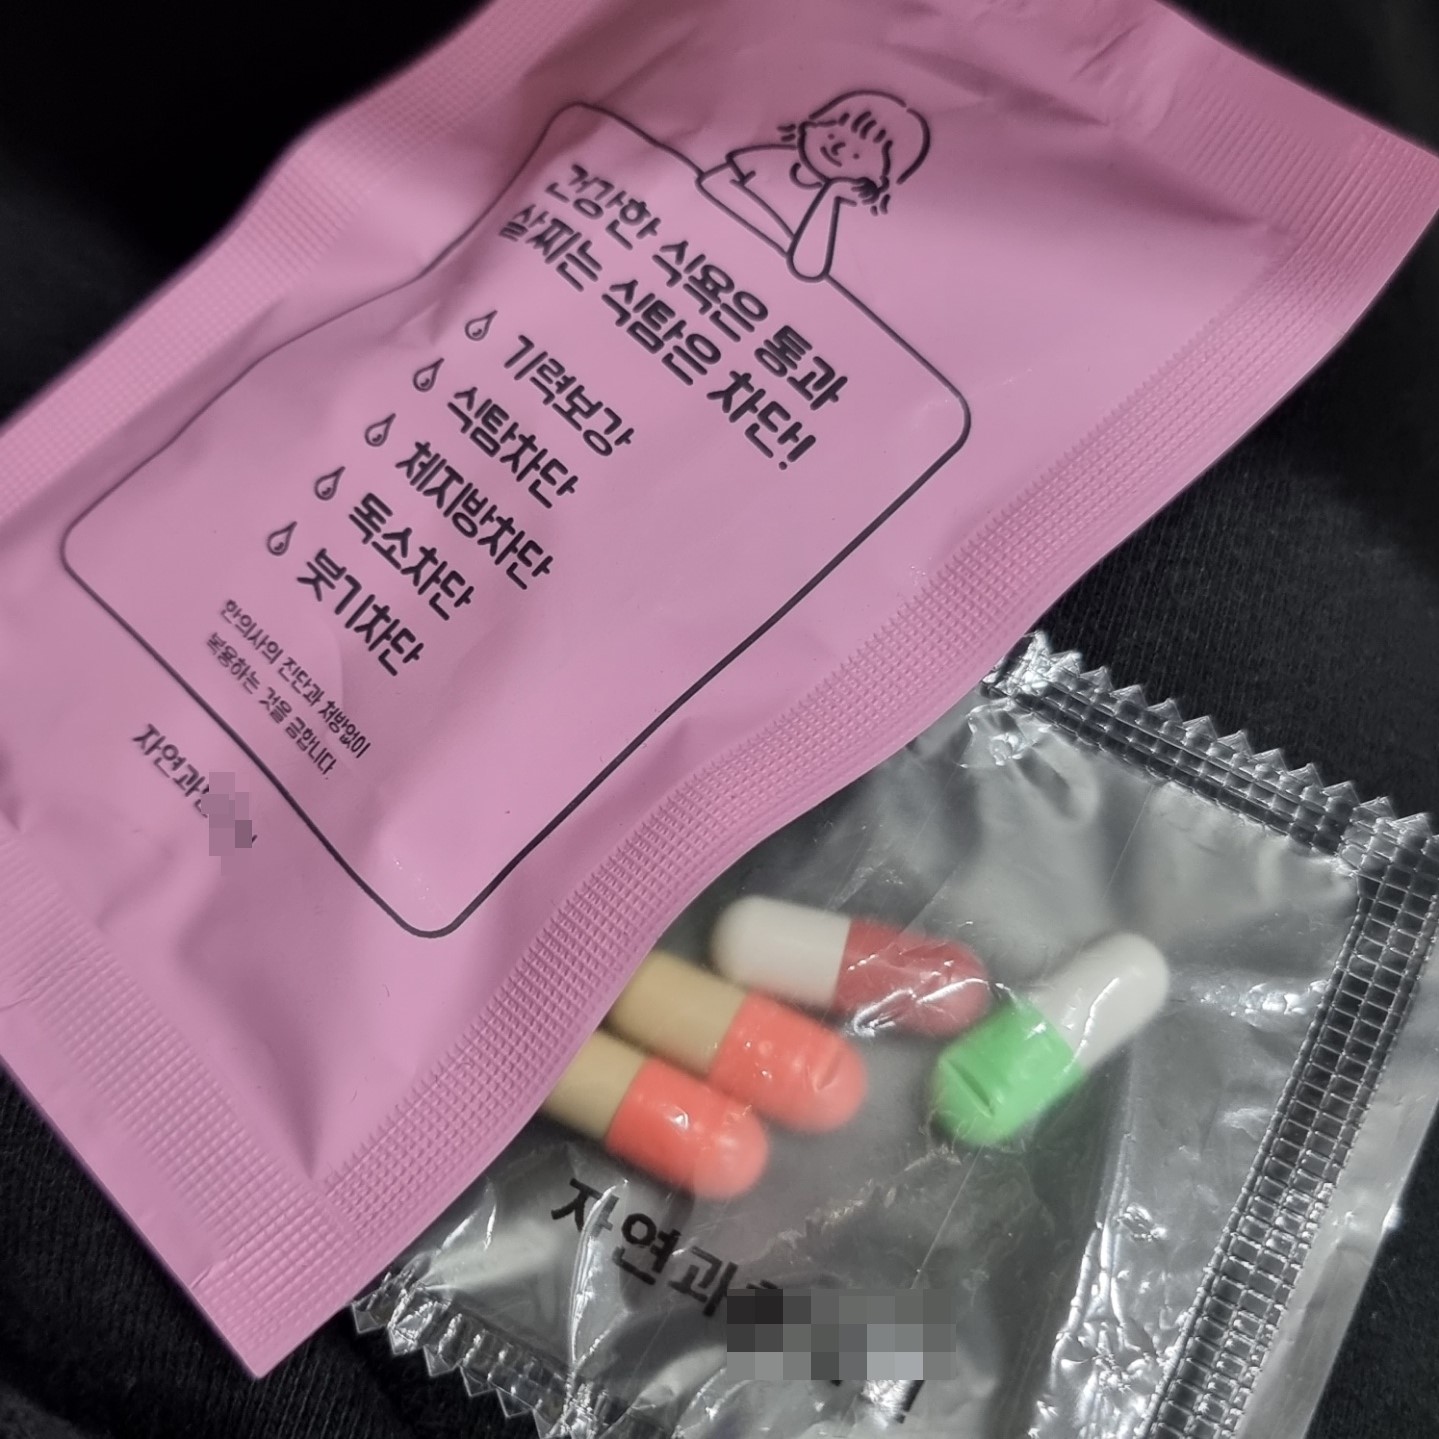 건강한 식욕은 통과
살찌는 식탐은 차단!
기력보강
식탐차단
체지방차단
독소차단
붓기차단
한의사의 진단과 처방없이
복용하는 것을 금합니다.
자연과
자연과